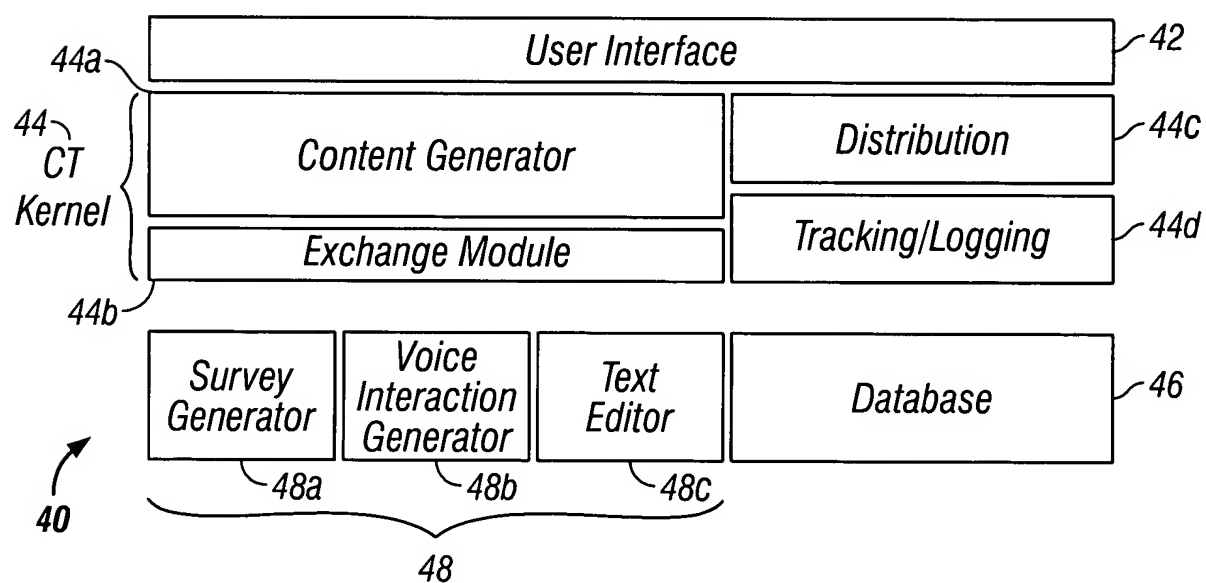 User Interface
42
44a
44
CT
Kernel
Content Generator
Distribution
44c
Exchange Module
Tracking/Logging
44d
44b
Survey
Generator
Voice
Interaction
Generator
Text
Editor
Database
46
48a
48b
48c
40
48